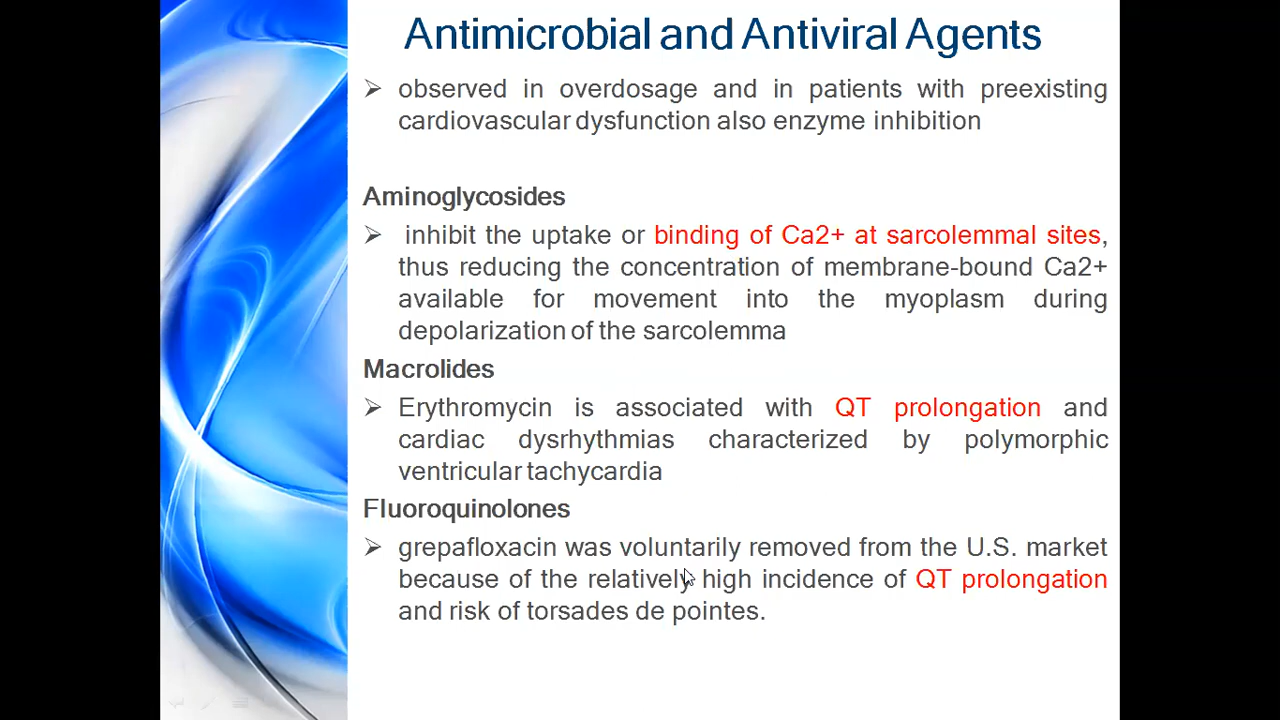 Antimicrobial and Antiviral Agents
➢ observed in overdosage and in patients with preexisting
cardiovascular dysfunction also enzyme inhibition
Aminoglycosides
➢ inhibit the uptake or binding of Ca2+ at sarcolemmal sites,
thus reducing the concentration of membrane-bound Ca2+
available for movement into the myoplasm during
depolarization of the sarcolemma
Macrolides
➢ Erythromycin is associated with QT prolongation and
cardiac dysrhythmias characterized by polymorphic
ventricular tachycardia
Fluoroquinolones
➢ grepafloxacin was voluntarily removed from the U.S. market
because of the relatively high incidence of QT prolongation
and risk of torsades de pointes.